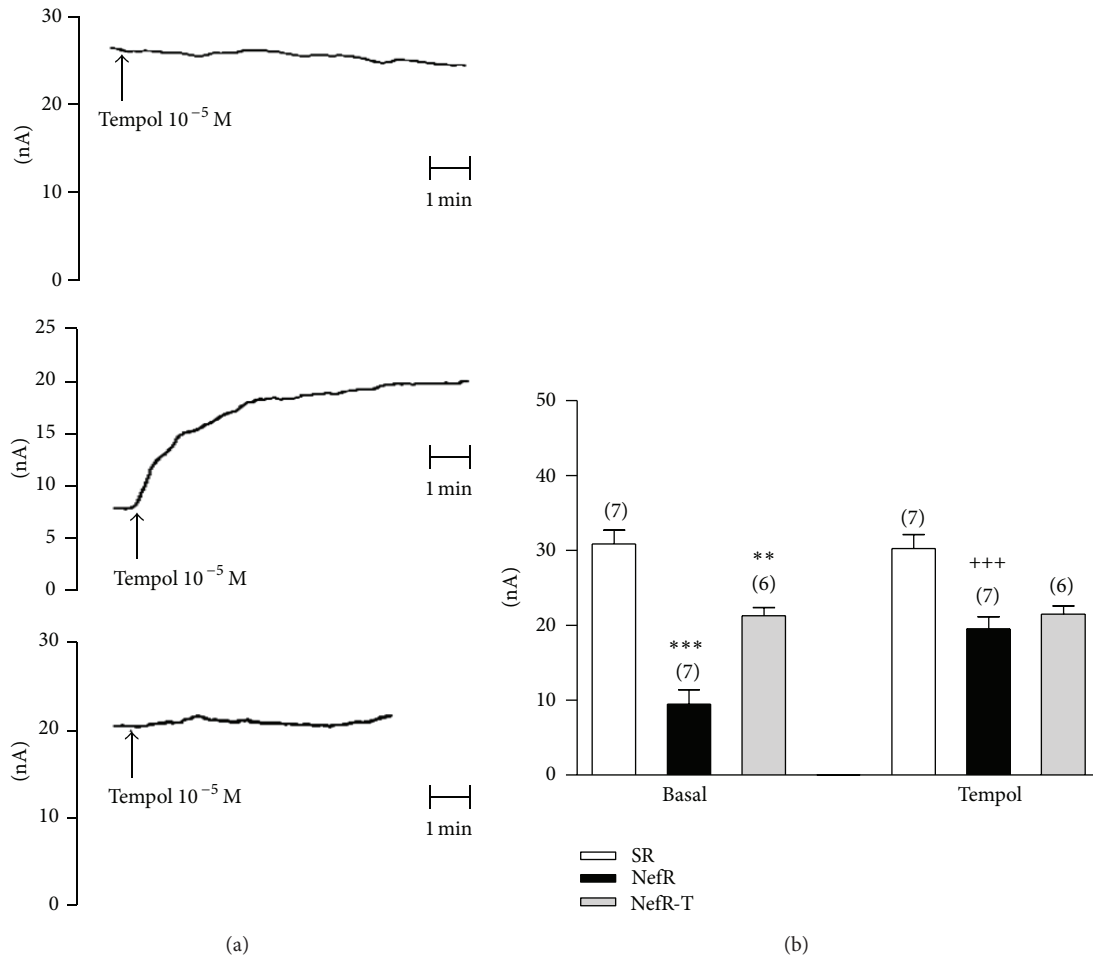 30
20
10
0
(nA)
Tempol 10⁻⁵ M
1 min
25
20
15
10
5
0
(nA)
Tempol 10⁻⁵ M
1 min
30
20
10
0
(nA)
Tempol 10⁻⁵ M
1 min
(a)
50
40
30
20
10
0
(nA)
(7)
***
(7)
**
(6)
(7)
+++
(7)
(6)
Basal
Tempol
SR
NefR
NefR-T
(b)